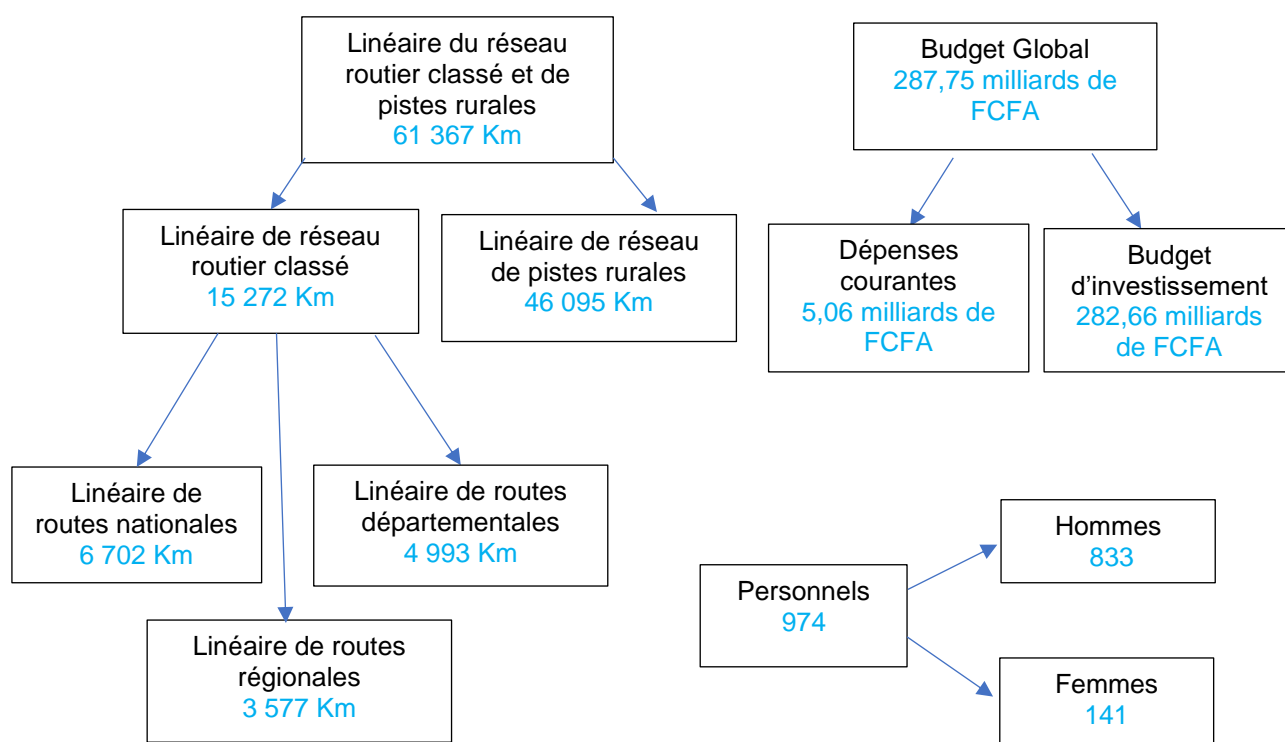 Linéaire du réseau
routier classé et de
pistes rurales
61 367 Km
Linéaire de réseau
routier classé
15 272 Km
Linéaire de réseau
de pistes rurales
46 095 Km
Linéaire de
routes nationales
6 702 Km
Linéaire de routes
départementales
4 993 Km
Linéaire de routes
régionales
3 577 Km
Budget Global
287,75 milliards de
FCFA
Dépenses
courantes
5,06 milliards de
FCFA
Budget
d’investissement
282,66 milliards
de FCFA
Personnels
974
Hommes
833
Femmes
141